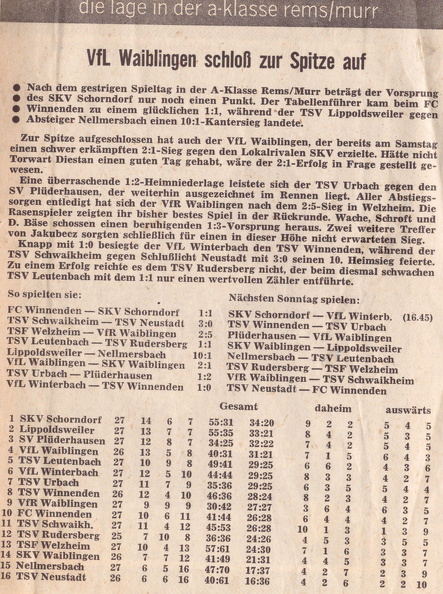 die lage in der a-klasse rems/murr
VfL Waiblingen schloß zur Spitze auf
● Nach dem gestrigen Spieltag in der A-Klasse Rems/Murr beträgt der Vorsprung
● des SKV Schorndorf nur noch einen Punkt. Der Tabellenführer kam beim FC
● Winnenden zu einem glücklichen 1:1, während der TSV Lippoldsweiler gegen
● Absteiger Nellmersbach einen 10:1-Kantersieg landete.
Zur Spitze aufgeschlossen hat auch der VfL Waiblingen, der bereits am Samstag
einen schwer erkämpften 2:1-Sieg gegen den Lokalrivalen SKV erzielte. Hätte nicht
Torwart Diestan einen guten Tag gehabt, wäre der 2:1-Erfolg in Frage gestellt ge-
wesen.
Eine überraschende 1:2-Heimniederlage leistete sich der TSV Urbach gegen den
SV Plüderhausen, der weiterhin ausgezeichnet im Rennen liegt. Aller Abstiegs-
sorgen entledigt hat sich der VfR Waiblingen nach dem 2:5-Sieg in Welzheim. Die
Rasenspieler zeigten ihr bisher bestes Spiel in der Rückrunde. Wache, Schroff und
D. Bäse schossen einen beruhigenden 1:3-Vorsprung heraus. Zwei weitere Treffer
von Jakubecz sorgten schließlich für einen in dieser Höhe nicht erwarteten Sieg.
Knapp mit 1:0 besiegte der VfL Winterbach den TSV Winnenden, während der
TSV Schwaikheim gegen Schlußlicht Neustadt mit 3:0 seinen 10. Heimsieg feierte.
Zu einem Erfolg reichte es dem TSV Rudersberg nicht, der beim diesmal schwachen
TSV Leutenbach mit dem 1:1 nur einen wertvollen Zähler entführte.
So spielten sie:
FC Winnenden — SKV Schorndorf 1:1
TSV Schwaikheim — TSV Neustadt 3:0
TSF Welzheim — VfR Waiblingen 2:5
TSV Leutenbach — TSV Rudersberg 1:1
Lippoldsweiler — Nellmersbach 10:1
VfL Waiblingen — SKV Waiblingen 2:1
TSV Urbach — Plüderhausen 1:2
VfL Winterbach — TSV Winnenden 1:0
Nächsten Sonntag spielen:
SKV Schorndorf — VfL Winterb. (16.45)
TSV Winnenden — TSV Urbach
Plüderhausen — VfL Waiblingen
SKV Waiblingen — Lippoldsweiler
Nellmersbach — TSV Leutenbach
TSV Rudersberg — TSF Welzheim
VfR Waiblingen — TSV Schwaikheim
TSV Neustadt — FC Winnenden
Gesamt daheim auswärts
1 SKV Schorndorf 27 14 6 7 55:31 34:20 9 2 2 5 4 5
2 Lippoldsweiler 27 13 7 7 55:35 33:21 8 4 2 5 3 5
3 SV Plüderhausen 27 12 8 7 34:25 32:22 7 4 2 5 4 5
4 VfL Waiblingen 26 13 5 8 40:31 31:21 7 1 5 6 4 3
5 TSV Leutenbach 27 10 9 8 49:41 29:25 6 6 2 4 3 6
6 VfL Winterbach 27 12 5 10 44:44 29:25 8 3 3 4 2 7
7 TSV Urbach 27 11 7 9 35:36 29:25 6 3 5 5 4 4
8 TSV Winnenden 26 12 4 10 46:36 28:24 8 2 3 4 2 7
9 VfR Waiblingen 27 9 9 9 30:42 27:27 3 6 4 6 3 5
10 FC Winnenden 27 10 6 11 41:44 26:28 6 4 4 4 2 7
11 TSV Schwaikh. 27 11 4 12 45:53 26:28 10 1 3 1 3 9
12 TSV Rudersberg 25 7 10 8 36:36 24:26 4 5 3 3 5 5
13 TSF Welzheim 27 10 4 13 57:61 24:30 7 1 6 3 3 7
14 SKV Waiblingen 26 7 7 12 41:49 21:31 4 4 5 3 3 7
15 Nellmersbach 27 6 5 16 47:70 17:37 4 2 7 2 3 9
16 TSV Neustadt 26 6 4 16 40:61 16:36 4 2 6 2 2 10